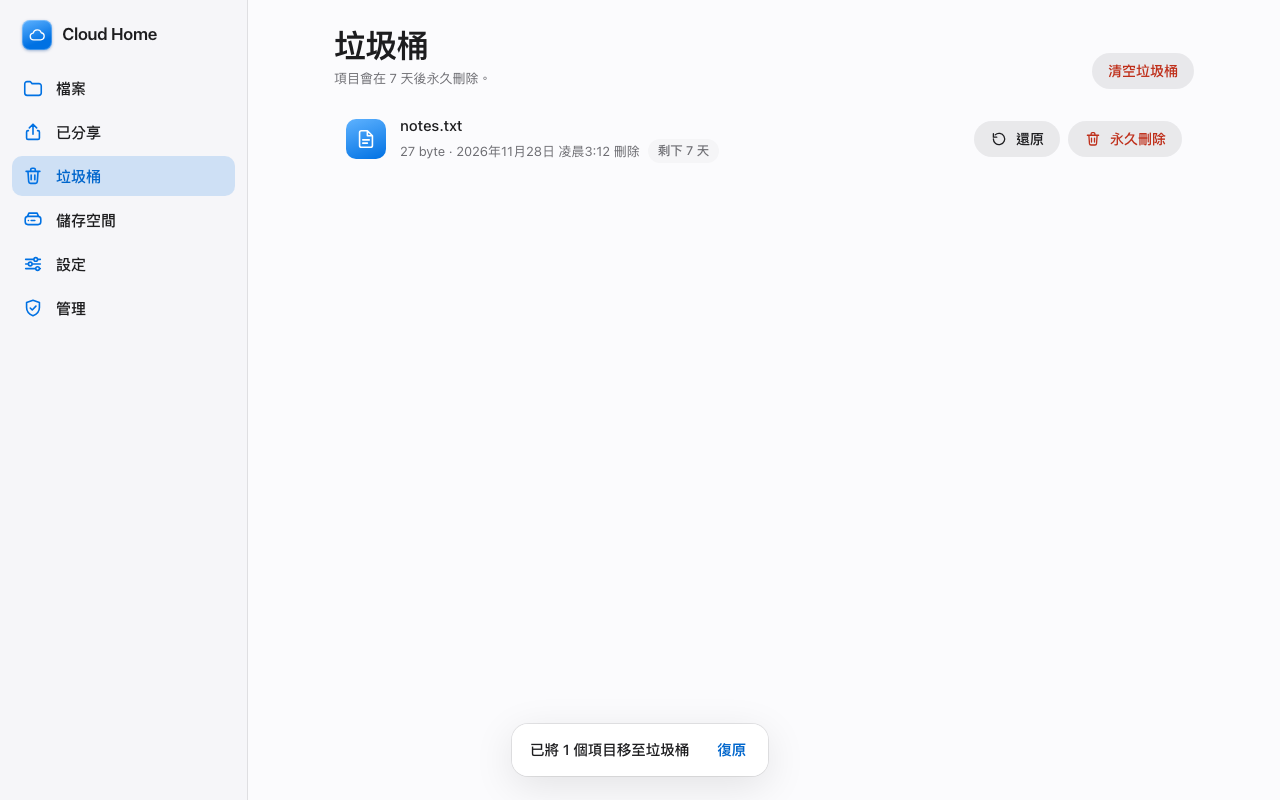 Cloud Home
檔案
已分享
垃圾桶
儲存空間
設定
管理
垃圾桶
項目會在 7 天後永久刪除。
清空垃圾桶
notes.txt
27 byte · 2026年11月28日 凌晨3:12 刪除 剩下 7 天
還原
永久刪除
已將 1 個項目移至垃圾桶 復原